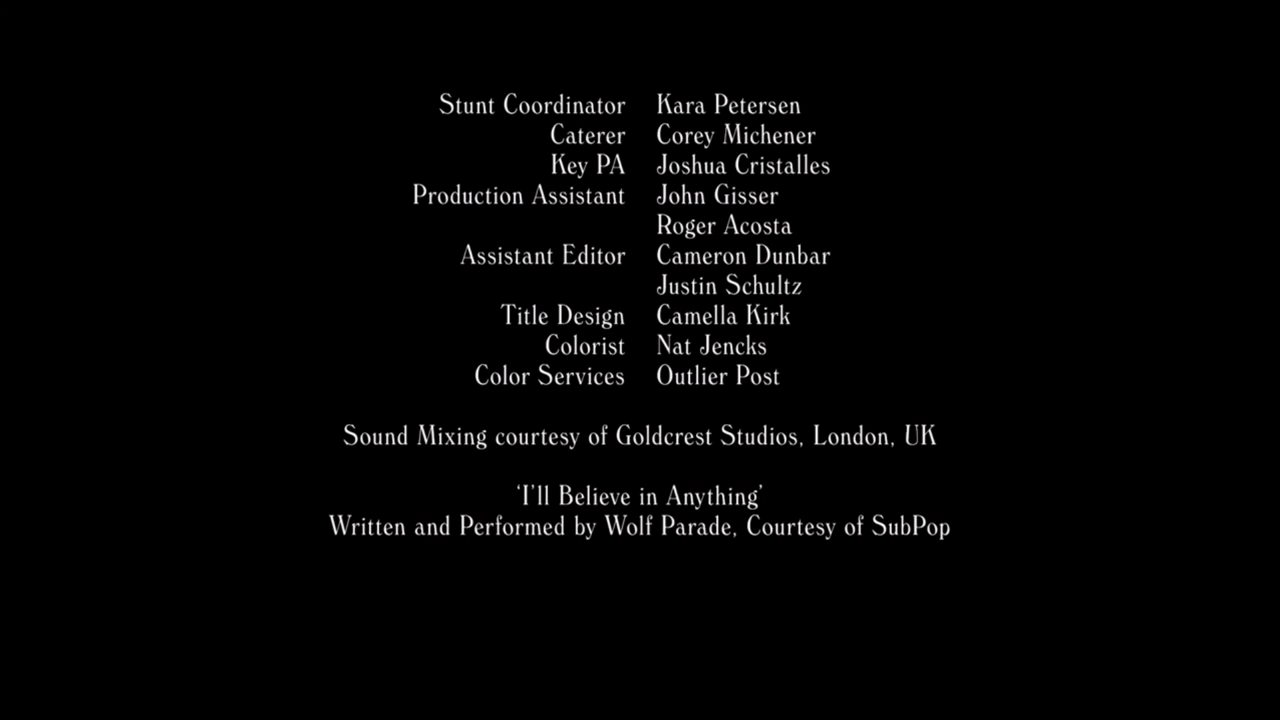 Stunt Coordinator Kara Petersen
Caterer Corey Michener
Key PA Joshua Cristalles
Production Assistant John Gisser
Roger Acosta
Assistant Editor Cameron Dunbar
Justin Schultz
Title Design Camella Kirk
Colorist Nat Jencks
Color Services Outlier Post
Sound Mixing courtesy of Goldcrest Studios, London, UK
‘I’ll Believe in Anything’
Written and Performed by Wolf Parade, Courtesy of SubPop